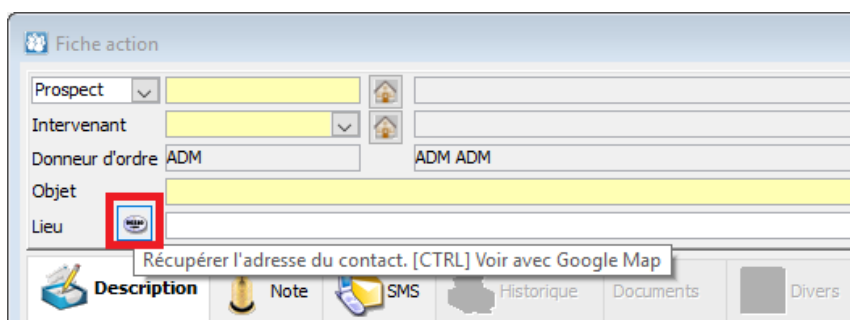 Fiche action
Prospect
Intervenant
Donneur d'ordre ADM ADM ADM
Objet
Lieu
Récupérer l'adresse du contact. [CTRL] Voir avec Google Map
Description Note SMS Historique Documents Divers